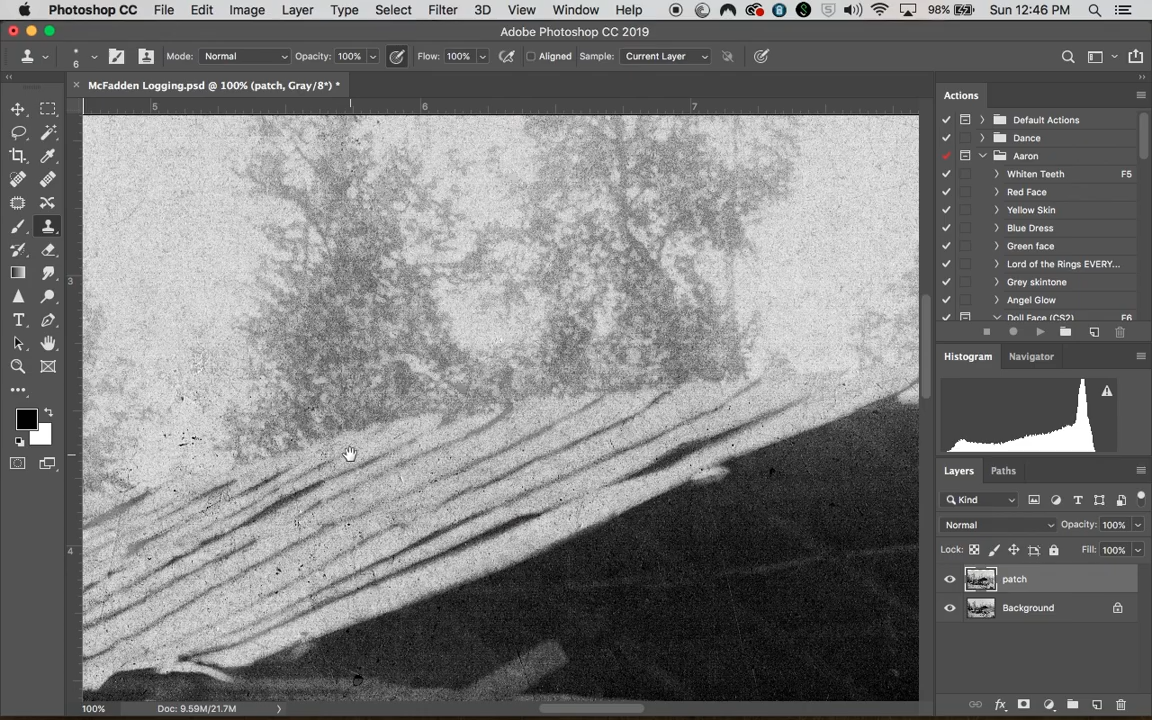 Photoshop CC File Edit Image Layer Type Select Filter 3D View Window Help 98% Sun 12:46 PM
Adobe Photoshop CC 2019
6 Mode: Normal Opacity: 100% Flow: 100% Aligned Sample: Current Layer
× McFadden Logging.psd @ 100% (patch, Gray/8*) *
5 6 7
3
4
100% Doc: 9.59M/21.7M
Actions
Default Actions
Dance
Aaron
Whiten Teeth F5
Red Face
Yellow Skin
Blue Dress
Green face
Lord of the Rings EVERY...
Grey skintone
Angel Glow
Doll Face (CS2) F6
Histogram Navigator
Layers Paths
Kind
Normal Opacity: 100%
Lock: Fill: 100%
patch
Background
fx